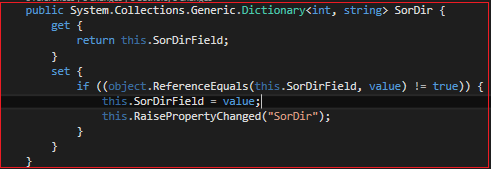 public System.Collections.Generic.Dictionary<int, string> SorDir {
get {
return this.SorDirField;
}
set {
if ((object.ReferenceEquals(this.SorDirField, value) != true)) {
this.SorDirField = value;
this.RaisePropertyChanged("SorDir");
}
}
}